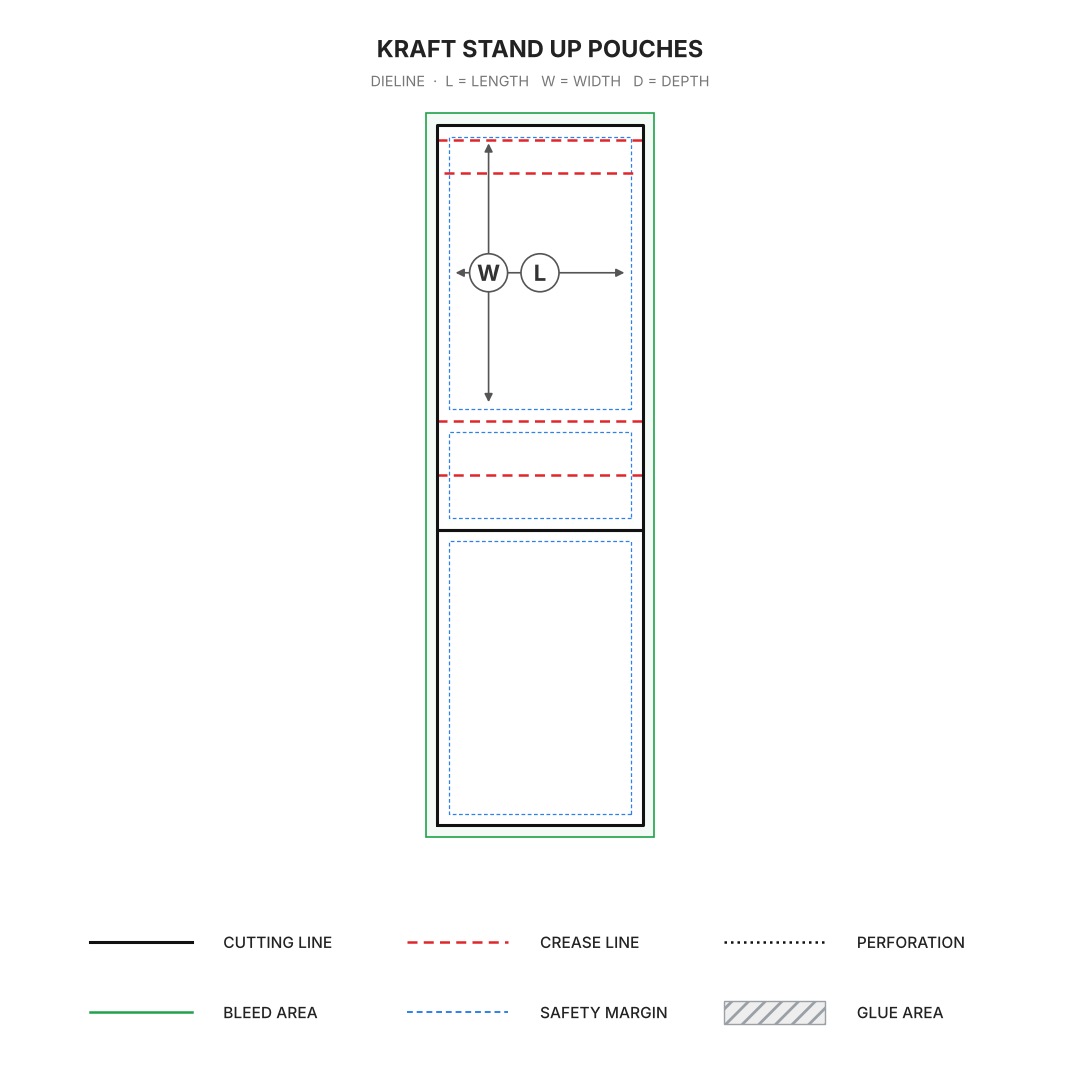 KRAFT STAND UP POUCHES
DIELINE · L = LENGTH W = WIDTH D = DEPTH
W L
CUTTING LINE CREASE LINE PERFORATION
BLEED AREA SAFETY MARGIN GLUE AREA